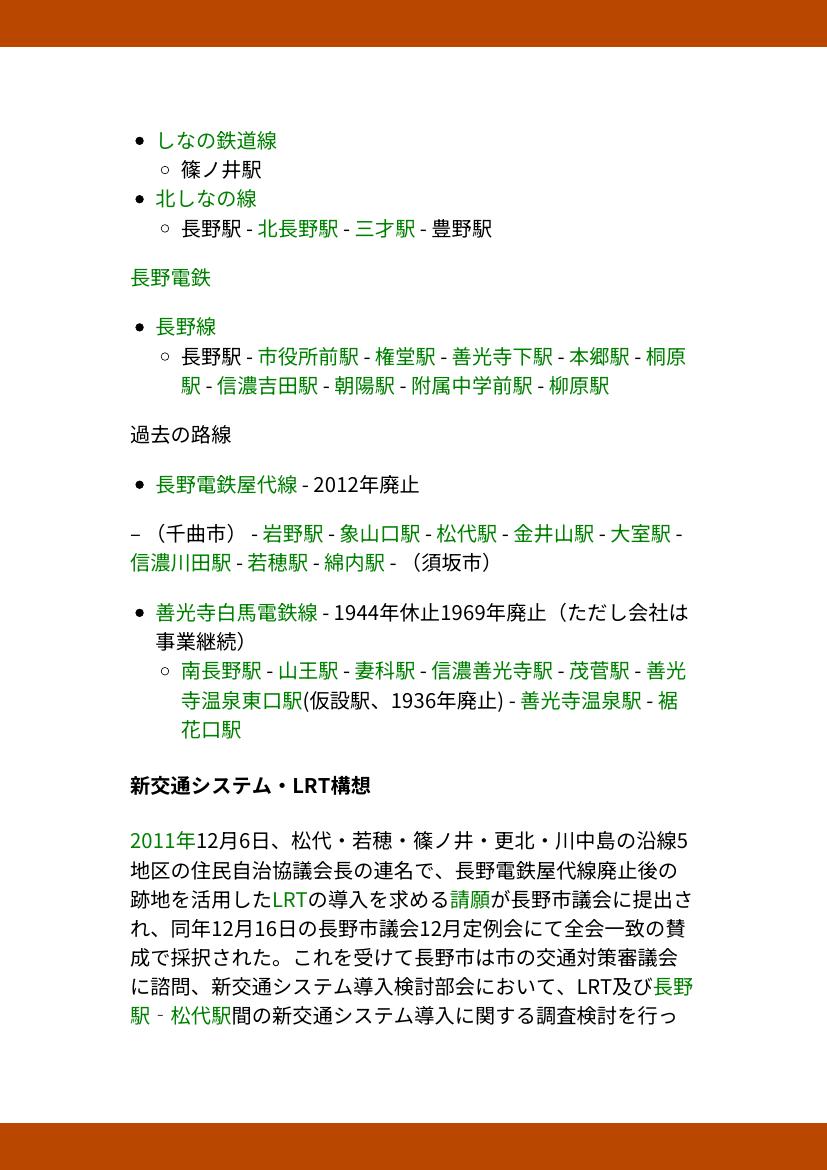 しなの鉄道線
篠ノ井駅
北しなの線
長野駅 - 北長野駅 - 三才駅 - 豊野駅
長野電鉄
長野線
長野駅 - 市役所前駅 - 権堂駅 - 善光寺下駅 - 本郷駅 - 桐原
駅 - 信濃吉田駅 - 朝陽駅 - 附属中学前駅 - 柳原駅
過去の路線
長野電鉄屋代線 - 2012年廃止
– （千曲市） - 岩野駅 - 象山口駅 - 松代駅 - 金井山駅 - 大室駅 -
信濃川田駅 - 若穂駅 - 綿内駅 - （須坂市）
善光寺白馬電鉄線 - 1944年休止1969年廃止（ただし会社は
事業継続）
南長野駅 - 山王駅 - 妻科駅 - 信濃善光寺駅 - 茂菅駅 - 善光
寺温泉東口駅(仮設駅、1936年廃止) - 善光寺温泉駅 - 裾
花口駅
新交通システム・LRT構想
2011年12月6日、松代・若穂・篠ノ井・更北・川中島の沿線5
地区の住民自治協議会長の連名で、長野電鉄屋代線廃止後の
跡地を活用したLRTの導入を求める請願が長野市議会に提出さ
れ、同年12月16日の長野市議会12月定例会にて全会一致の賛
成で採択された。これを受けて長野市は市の交通対策審議会
に諮問、新交通システム導入検討部会において、LRT及び長野
駅‐松代駅間の新交通システム導入に関する調査検討を行っ